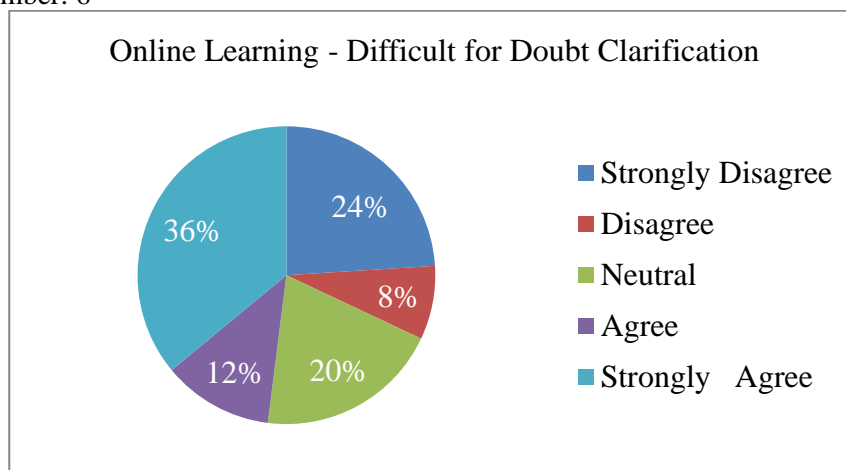 Online Learning - Difficult for Doubt Clarification
24%
8%
20%
12%
36%
Strongly Disagree
Disagree
Neutral
Agree
Strongly Agree